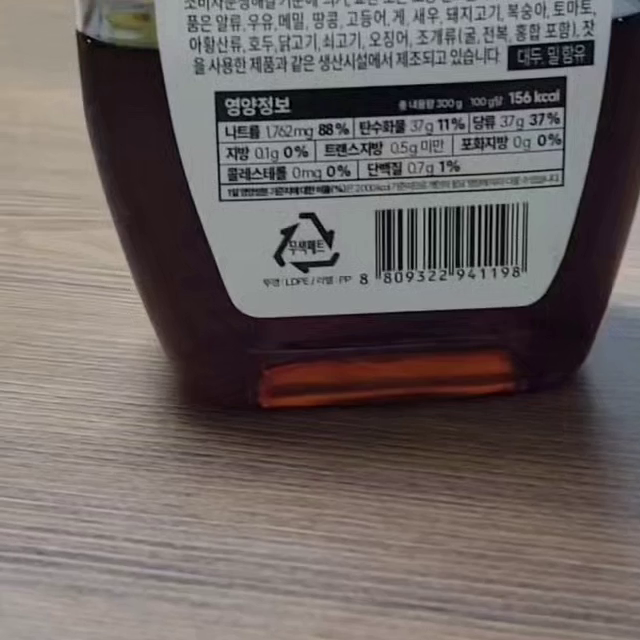 품은 알류, 우유, 메밀, 땅콩, 고등어, 게, 새우, 돼지고기, 복숭아, 토마토,
아황산류, 호두, 닭고기, 쇠고기, 오징어, 조개류(굴, 전복, 홍합 포함), 잣
을 사용한 제품과 같은 생산시설에서 제조되고 있습니다. 대두, 밀 함유
영양정보 총 내용량 300 g 100 g당 156 kcal
나트륨 1,762mg 88% 탄수화물 37g 11% 당류 37g 37%
지방 0.1g 0% 트랜스지방 0.5g 미만 포화지방 0g 0%
콜레스테롤 0mg 0% 단백질 0.7g 1%
무색페트
뚜껑 : LDPE / 라벨 : PP
8 809322 941198